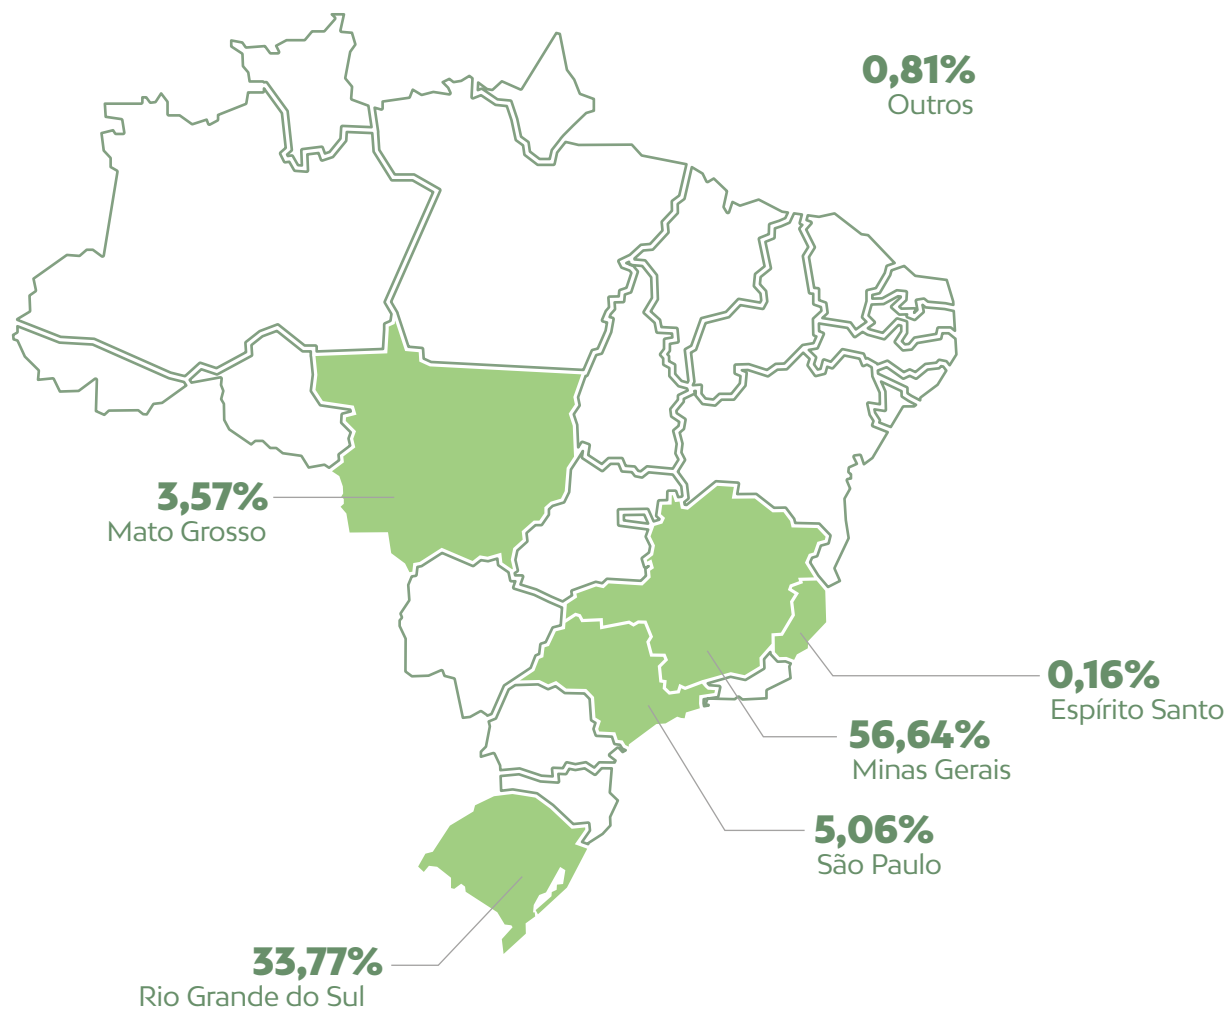 0,81%
Outros
3,57%
Mato Grosso
0,16%
Espírito Santo
56,64%
Minas Gerais
5,06%
São Paulo
33,77%
Rio Grande do Sul